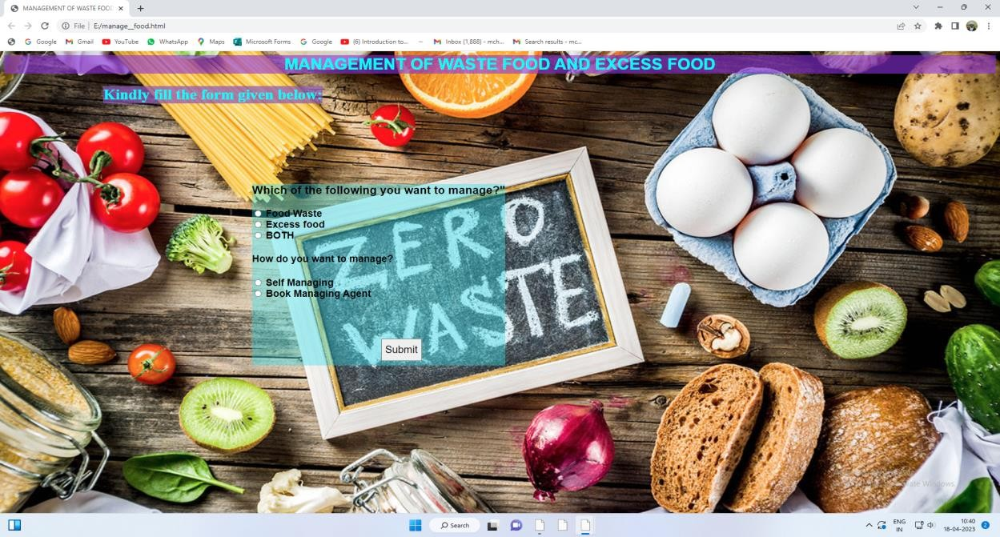 MANAGEMENT OF WASTE FOOD
File E:/manage__food.html
Google Gmail YouTube WhatsApp Maps Microsoft Forms Google (6) Introduction to... Inbox (1,888) - mch... Search results - mc...
MANAGEMENT OF WASTE FOOD AND EXCESS FOOD
Kindly fill the form given below:
Which of the following you want to manage?"
Food Waste
Excess food
BOTH
How do you want to manage?
Self Managing
Book Managing Agent
Submit
ZERO
WASTE
Windows.
Search
ENG
IN
10:40
18-04-2023
2